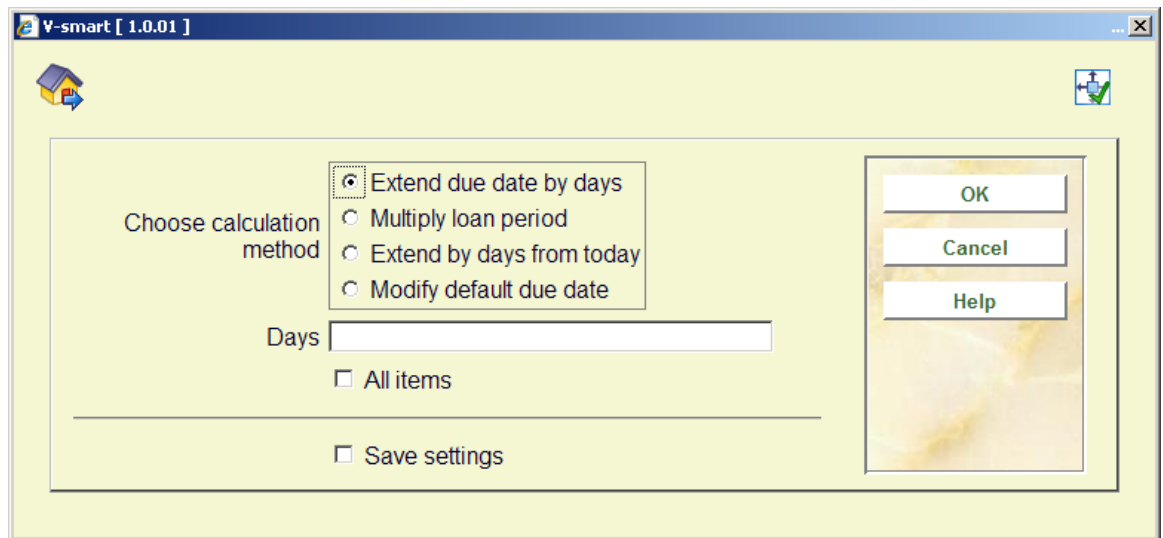 V-smart [ 1.0.01 ]
...
Extend due date by days
Choose calculation method
Multiply loan period
Extend by days from today
Modify default due date
Days
All items
Save settings
OK
Cancel
Help